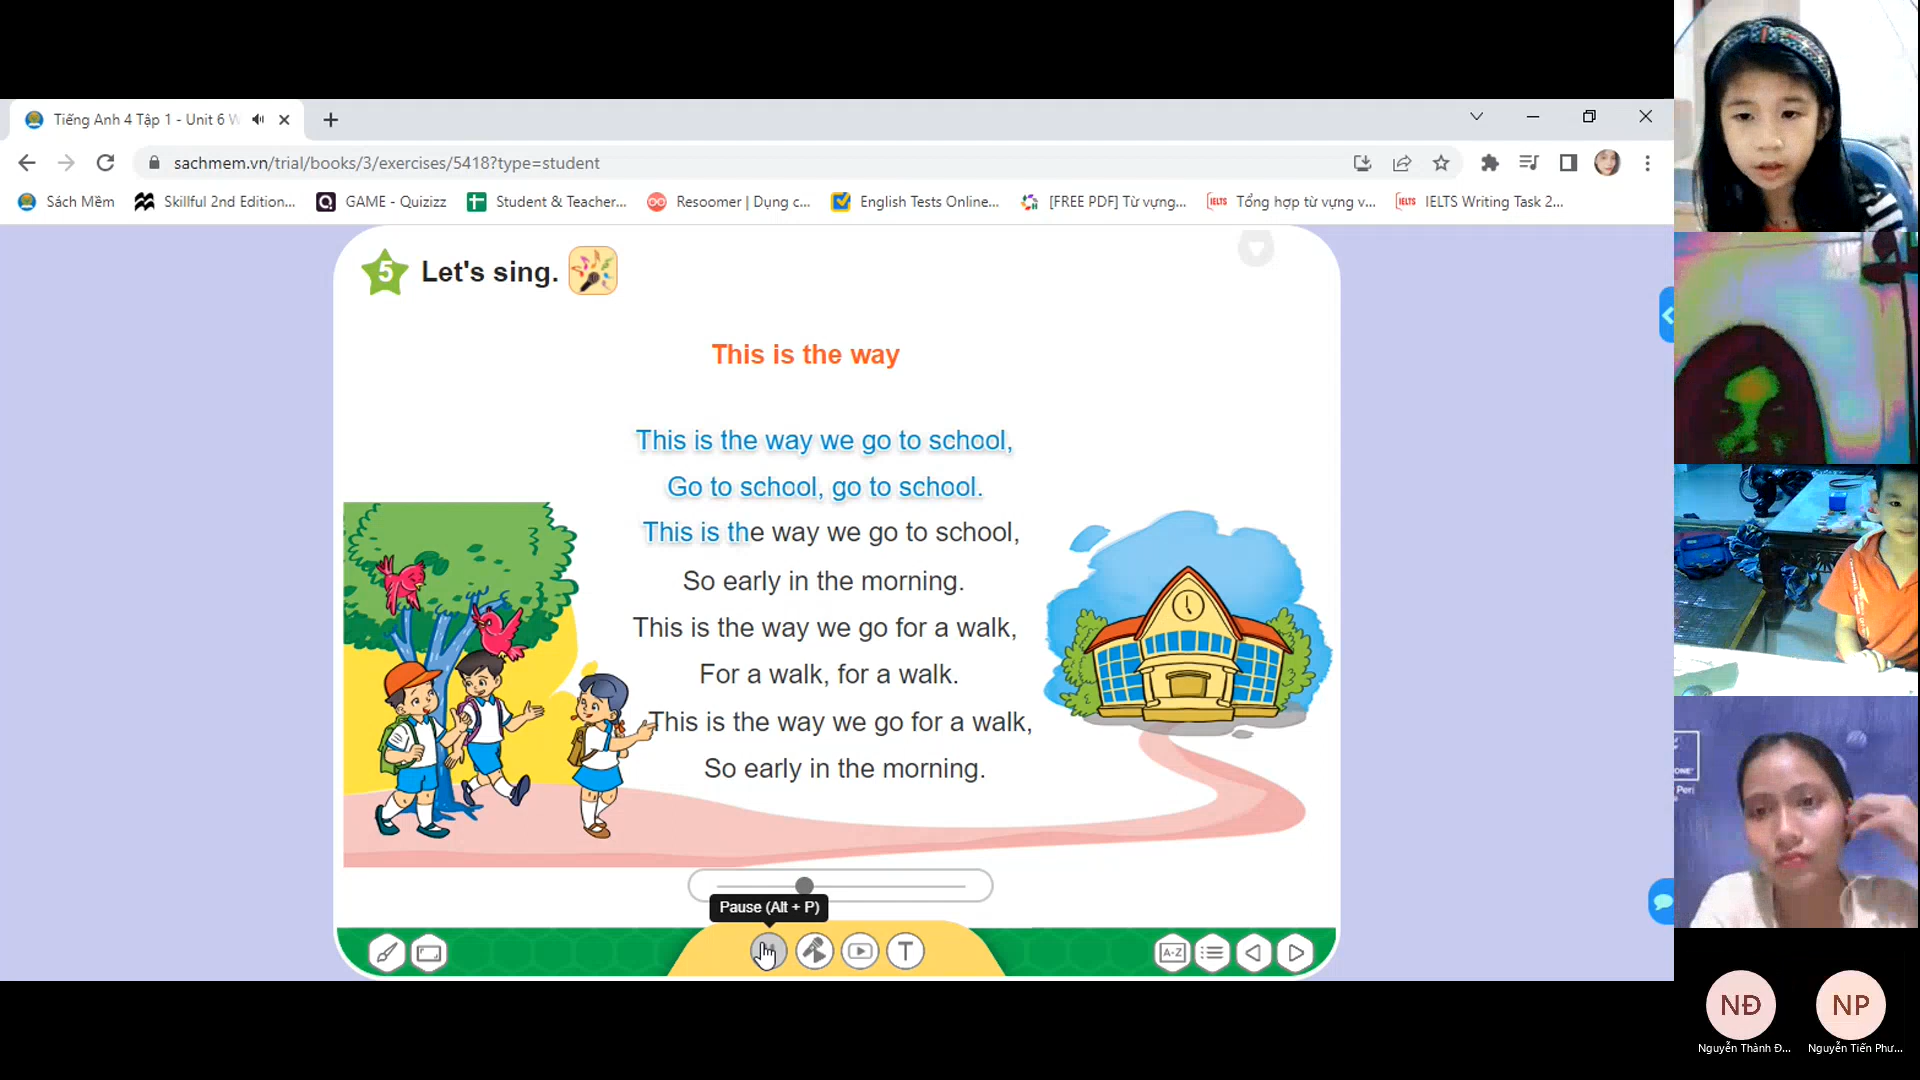 Tiếng Anh 4 Tập 1 - Unit 6 W
sachmem.vn/trial/books/3/exercises/5418?type=student
Sách Mềm
Skillful 2nd Edition...
GAME - Quizizz
Student & Teacher...
Resoomer | Dụng c...
English Tests Online...
[FREE PDF] Từ vựng...
IELTS
Tổng hợp từ vựng v...
IELTS
IELTS Writing Task 2...
5
Let's sing.
This is the way
This is the way we go to school,
Go to school, go to school.
This is the way we go to school,
So early in the morning.
This is the way we go for a walk,
For a walk, for a walk.
This is the way we go for a walk,
So early in the morning.
Pause (Alt + P)
T
A-Z
Peri
NĐ
NP
Nguyễn Thành Đ...
Nguyễn Tiến Phư...